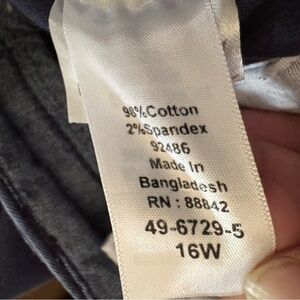 98%Cotton
2%Spandex
92486
Made In
Bangladesh
RN : 88842
49-6729-5
16W